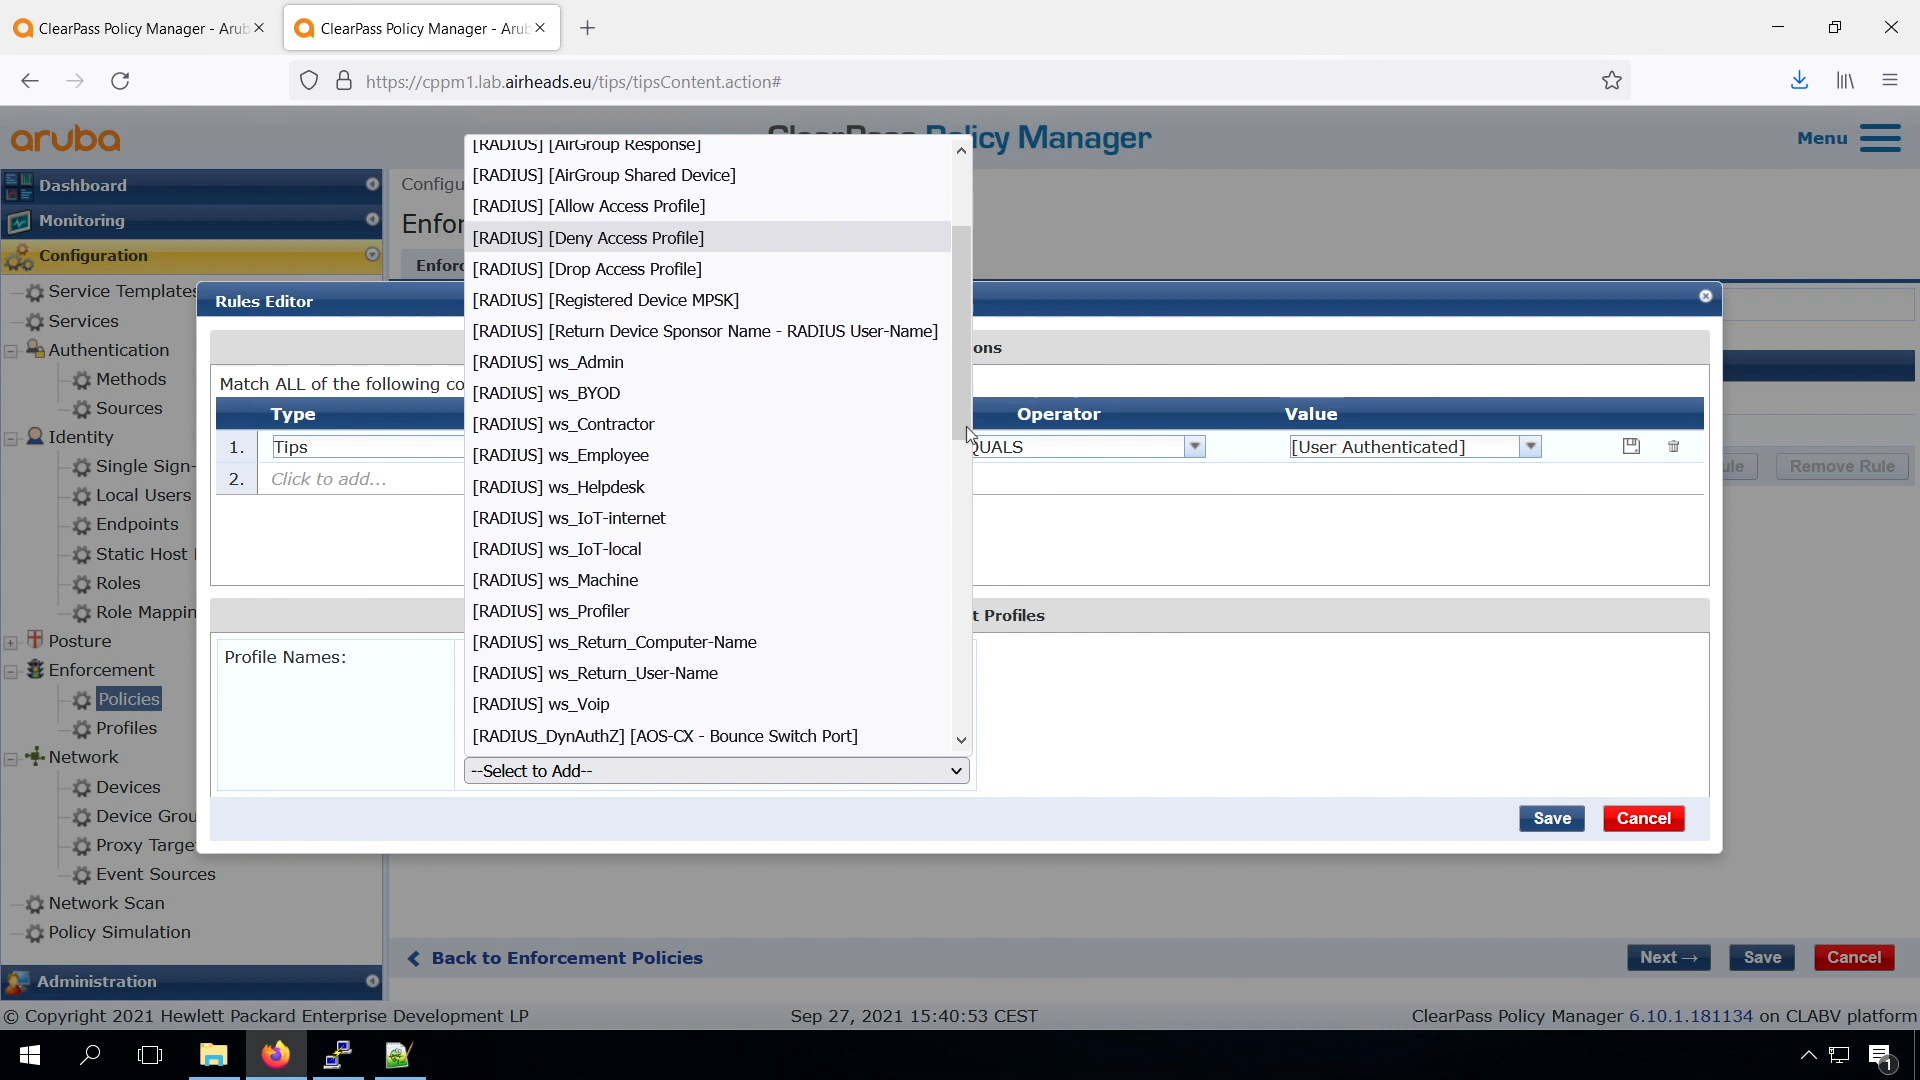 ClearPass Policy Manager - Aru
ClearPass Policy Manager - Aru
https://cppm1.lab.airheads.eu/tips/tipsContent.action#
aruba
ClearPass Policy Manager
Menu
Dashboard
Monitoring
Configuration
Service Templates
Services
Authentication
Methods
Sources
Identity
Single Sign-
Local Users
Endpoints
Static Host
Roles
Role Mappin
Posture
Enforcement
Policies
Profiles
Network
Devices
Device Grou
Proxy Targe
Event Sources
Network Scan
Policy Simulation
Administration
Configu
Enfor
Enforc
Rules Editor
ons
Match ALL of the following co
Type
Operator
Value
1.
Tips
QUALS
[User Authenticated]
2.
Click to add...
ule
Remove Rule
t Profiles
Profile Names:
[RADIUS] [AirGroup Response]
[RADIUS] [AirGroup Shared Device]
[RADIUS] [Allow Access Profile]
[RADIUS] [Deny Access Profile]
[RADIUS] [Drop Access Profile]
[RADIUS] [Registered Device MPSK]
[RADIUS] [Return Device Sponsor Name - RADIUS User-Name]
[RADIUS] ws_Admin
[RADIUS] ws_BYOD
[RADIUS] ws_Contractor
[RADIUS] ws_Employee
[RADIUS] ws_Helpdesk
[RADIUS] ws_IoT-internet
[RADIUS] ws_IoT-local
[RADIUS] ws_Machine
[RADIUS] ws_Profiler
[RADIUS] ws_Return_Computer-Name
[RADIUS] ws_Return_User-Name
[RADIUS] ws_Voip
[RADIUS_DynAuthZ] [AOS-CX - Bounce Switch Port]
--Select to Add--
Save
Cancel
Back to Enforcement Policies
Next →
Save
Cancel
© Copyright 2021 Hewlett Packard Enterprise Development LP
Sep 27, 2021 15:40:53 CEST
ClearPass Policy Manager 6.10.1.181134 on CLABV platform
1